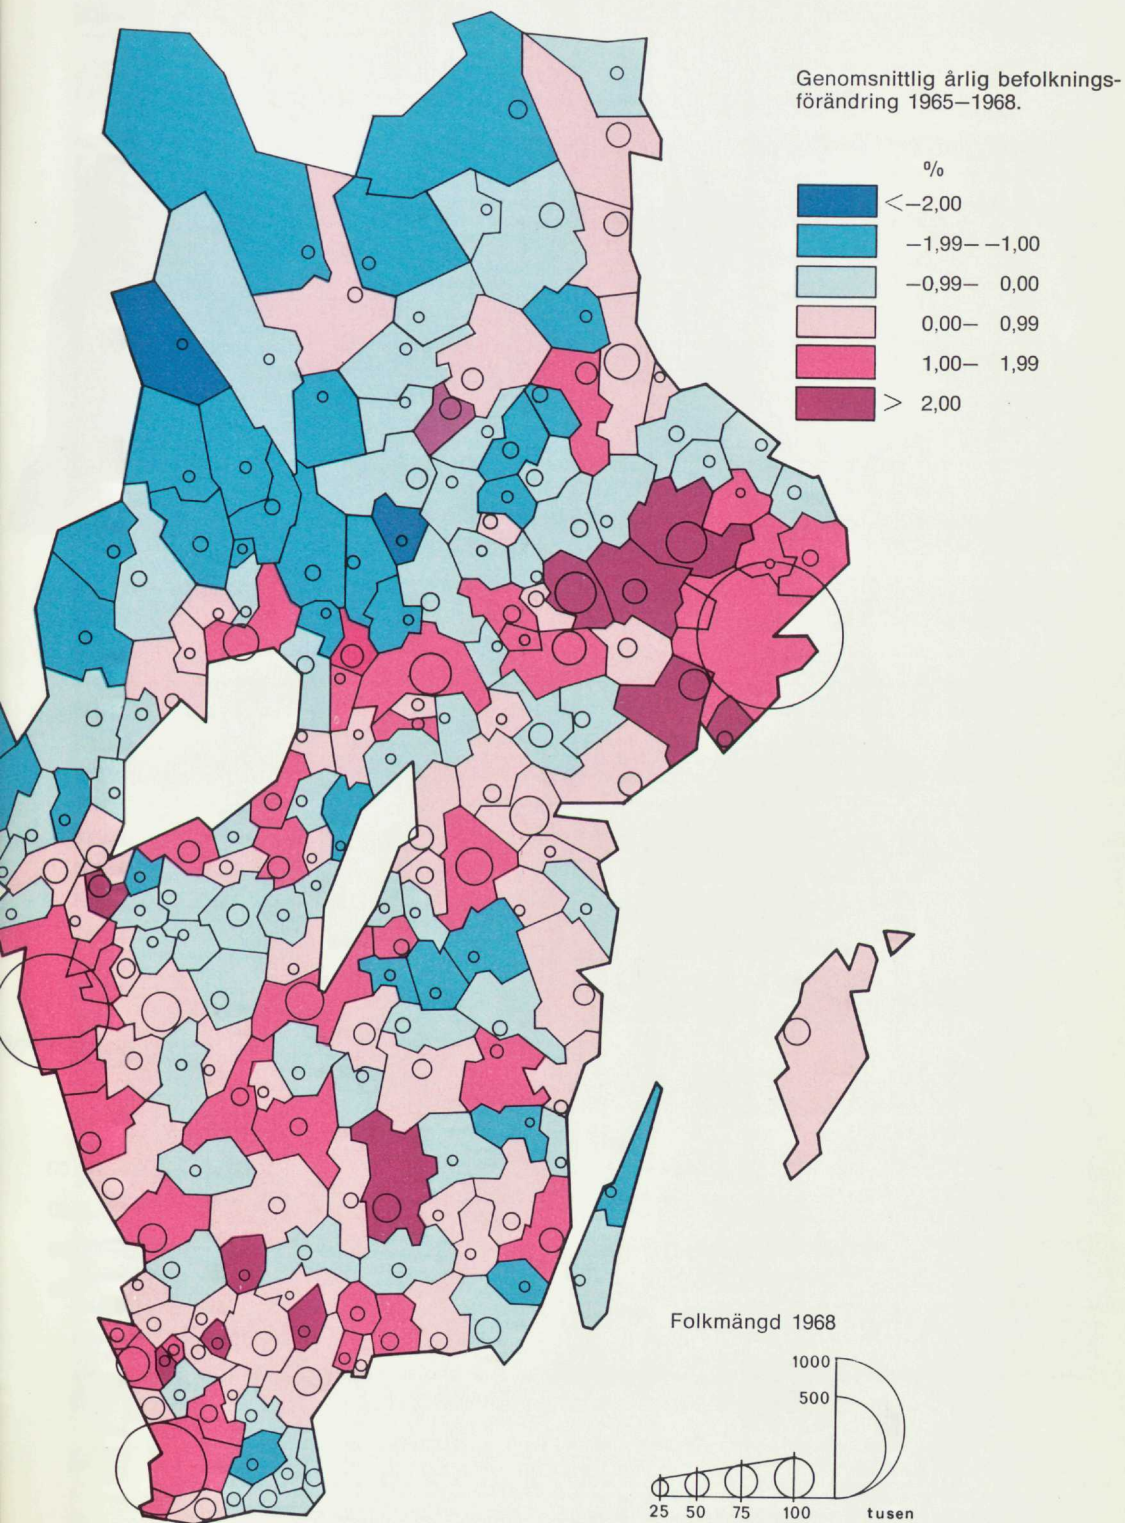 Genomsnittlig årlig befolknings-
förändring 1965–1968.
%
< –2,00
–1,99– –1,00
–0,99– 0,00
0,00– 0,99
1,00– 1,99
> 2,00
Folkmängd 1968
1000
500
25 50 75 100 tusen